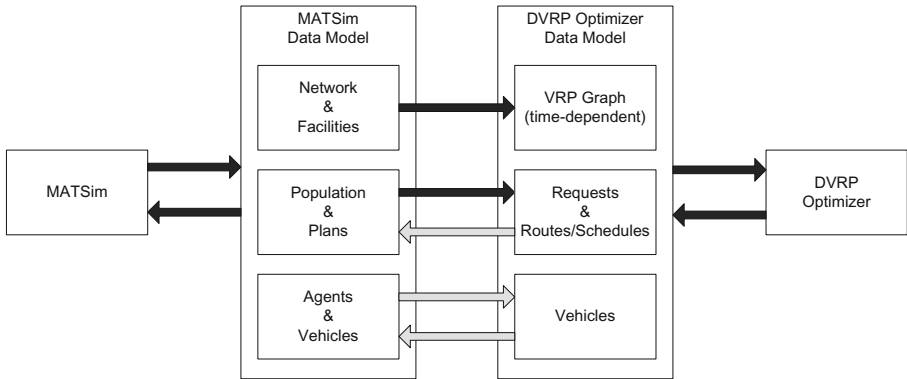 MATSim
Data Model
DVRP Optimizer
Data Model
Network
&
Facilities
VRP Graph
(time-dependent)
MATSim
Population
&
Plans
Requests
&
Routes/Schedules
DVRP
Optimizer
Agents
&
Vehicles
Vehicles